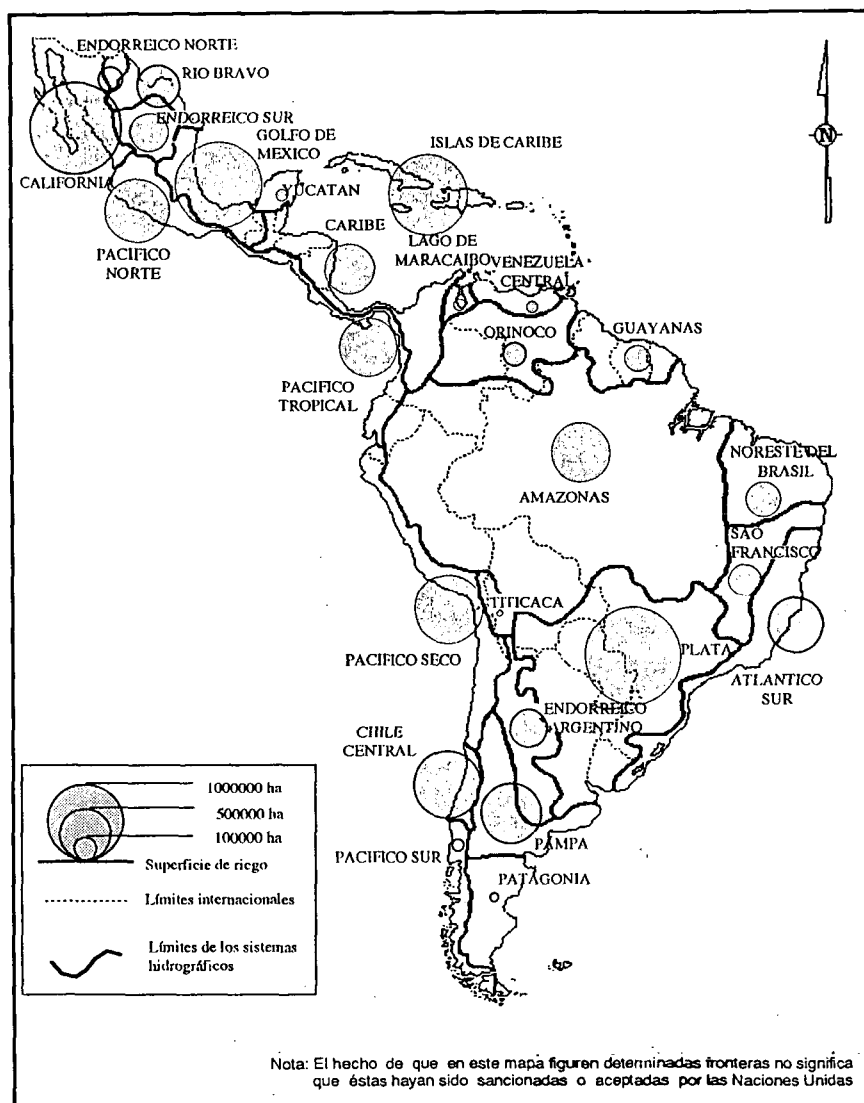 ENDORREICO NORTE
RIO BRAVO
ENDORREICO SUR
GOLFO DE
MEXICO
ISLAS DE CARIBE
CALIFORNIA
YUCATAN
PACIFICO
NORTE
CARIBE
LAGO DE
MARACAIBO
VENEZUELA
CENTRAL
ORINOCO
GUAYANAS
PACIFICO
TROPICAL
AMAZONAS
NORESTE DEL
BRASIL
SAO
FRANCISCO
TITICACA
PACIFICO SECO
PLATA
ATLANTICO
SUR
ENDORREICO
ARGENTINO
CHILE
CENTRAL
PACIFICO SUR
PAMPA
PATAGONIA
N
1000000 ha
500000 ha
100000 ha
Superficie de riego
Límites internacionales
Límites de los sistemas
hidrográficos
Nota: El hecho de que en este mapa figuren determinadas fronteras no significa
que éstas hayan sido sancionadas o aceptadas por las Naciones Unidas